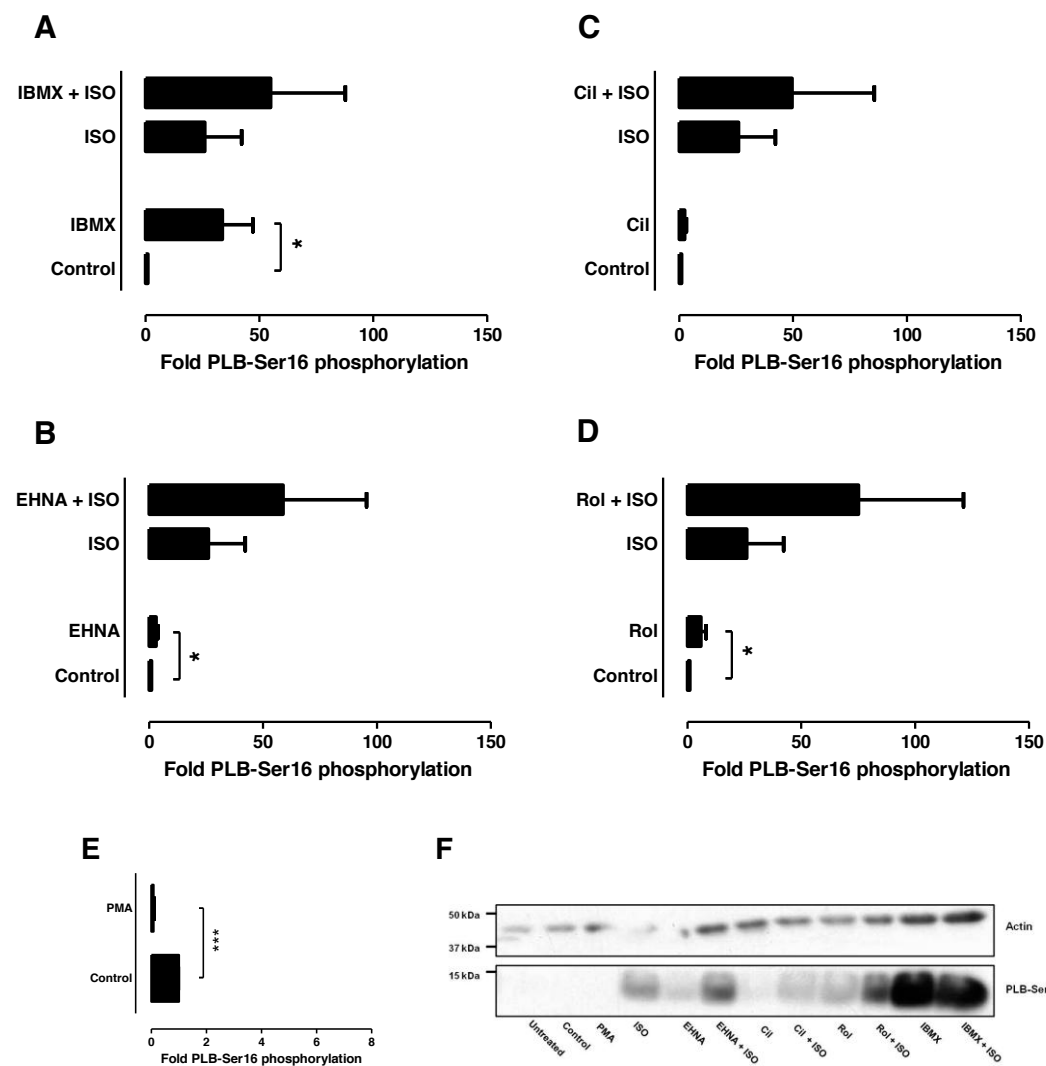 A
IBMX + ISO
ISO
IBMX
*
Control
0 50 100 150
Fold PLB-Ser16 phosphorylation
C
Cil + ISO
ISO
Cil
Control
0 50 100 150
Fold PLB-Ser16 phosphorylation
B
EHNA + ISO
ISO
EHNA
*
Control
0 50 100 150
Fold PLB-Ser16 phosphorylation
D
Rol + ISO
ISO
Rol
*
Control
0 50 100 150
Fold PLB-Ser16 phosphorylation
E
PMA
***
Control
0 2 4 6 8
Fold PLB-Ser16 phosphorylation
F
50 kDa
Actin
37 kDa
15 kDa
PLB-Ser
Untreated
Control
PMA
ISO
EHNA
EHNA + ISO
Cil
Cil + ISO
Rol
Rol + ISO
IBMX
IBMX + ISO